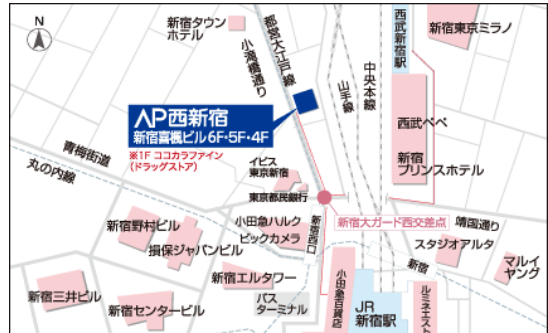 N
新宿タウン
ホテル
都営大江戸線
小滝橋通り
山手線
中央本線
西武新宿駅
新宿東京ミラノ
AP西新宿
新宿喜楓ビル6F・5F・4F
※1F ココカラファイン
(ドラッグストア)
西武ペペ
新宿
プリンスホテル
青梅街道
丸の内線
イビス
東京新宿
東京都民銀行
新宿大ガード西交差点
靖国通り
新宿野村ビル
損保ジャパンビル
小田急ハルク
ビックカメラ
新宿西口
スタジオアルタ
新宿
マルイ
ヤング
新宿エルタワー
バス
ターミナル
小田急百貨店
JR
新宿駅
ルミネエスト
新宿三井ビル
新宿センタービル